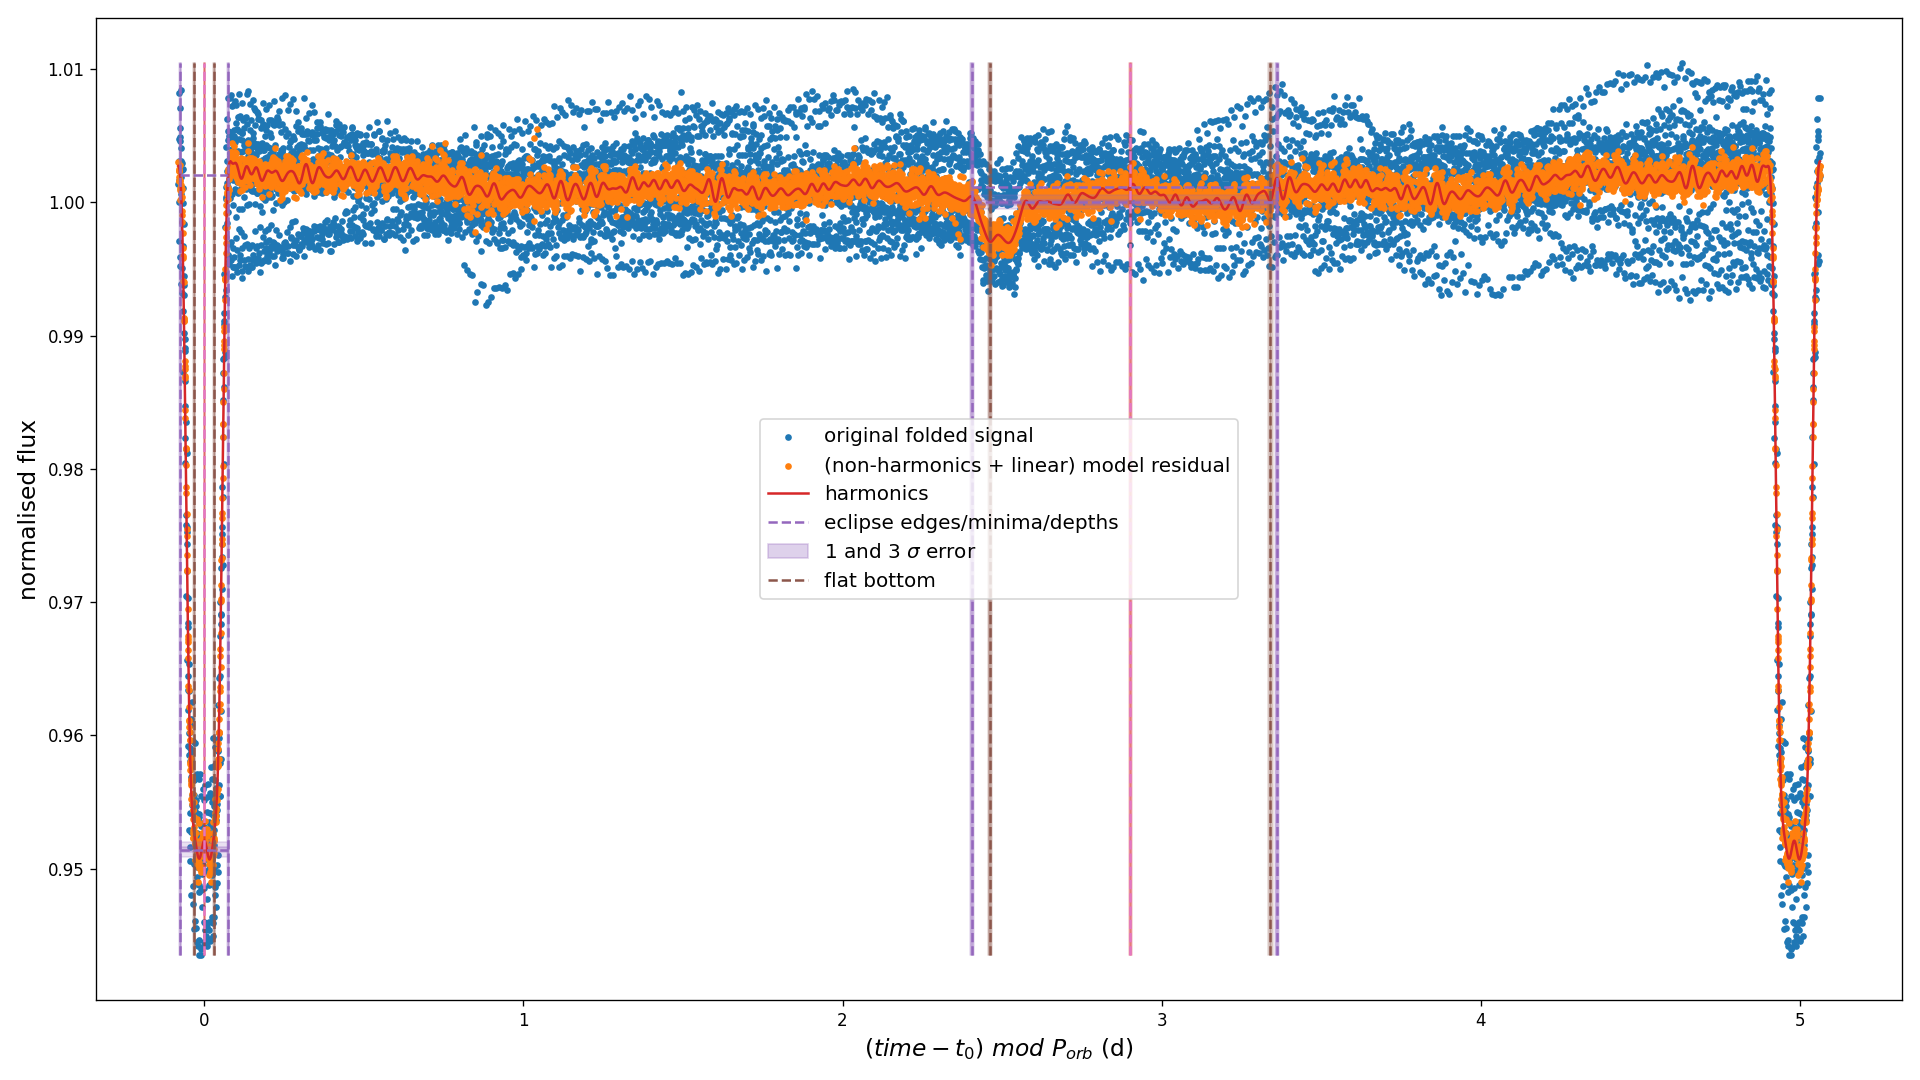 1.01
1.00
0.99
0.98
0.97
0.96
0.95
normalised flux
original folded signal
(non-harmonics + linear) model residual
harmonics
eclipse edges/minima/depths
1 and 3 σ error
flat bottom
0 1 2 3 4 5
(time − t₀) mod Pₒᵣb (d)